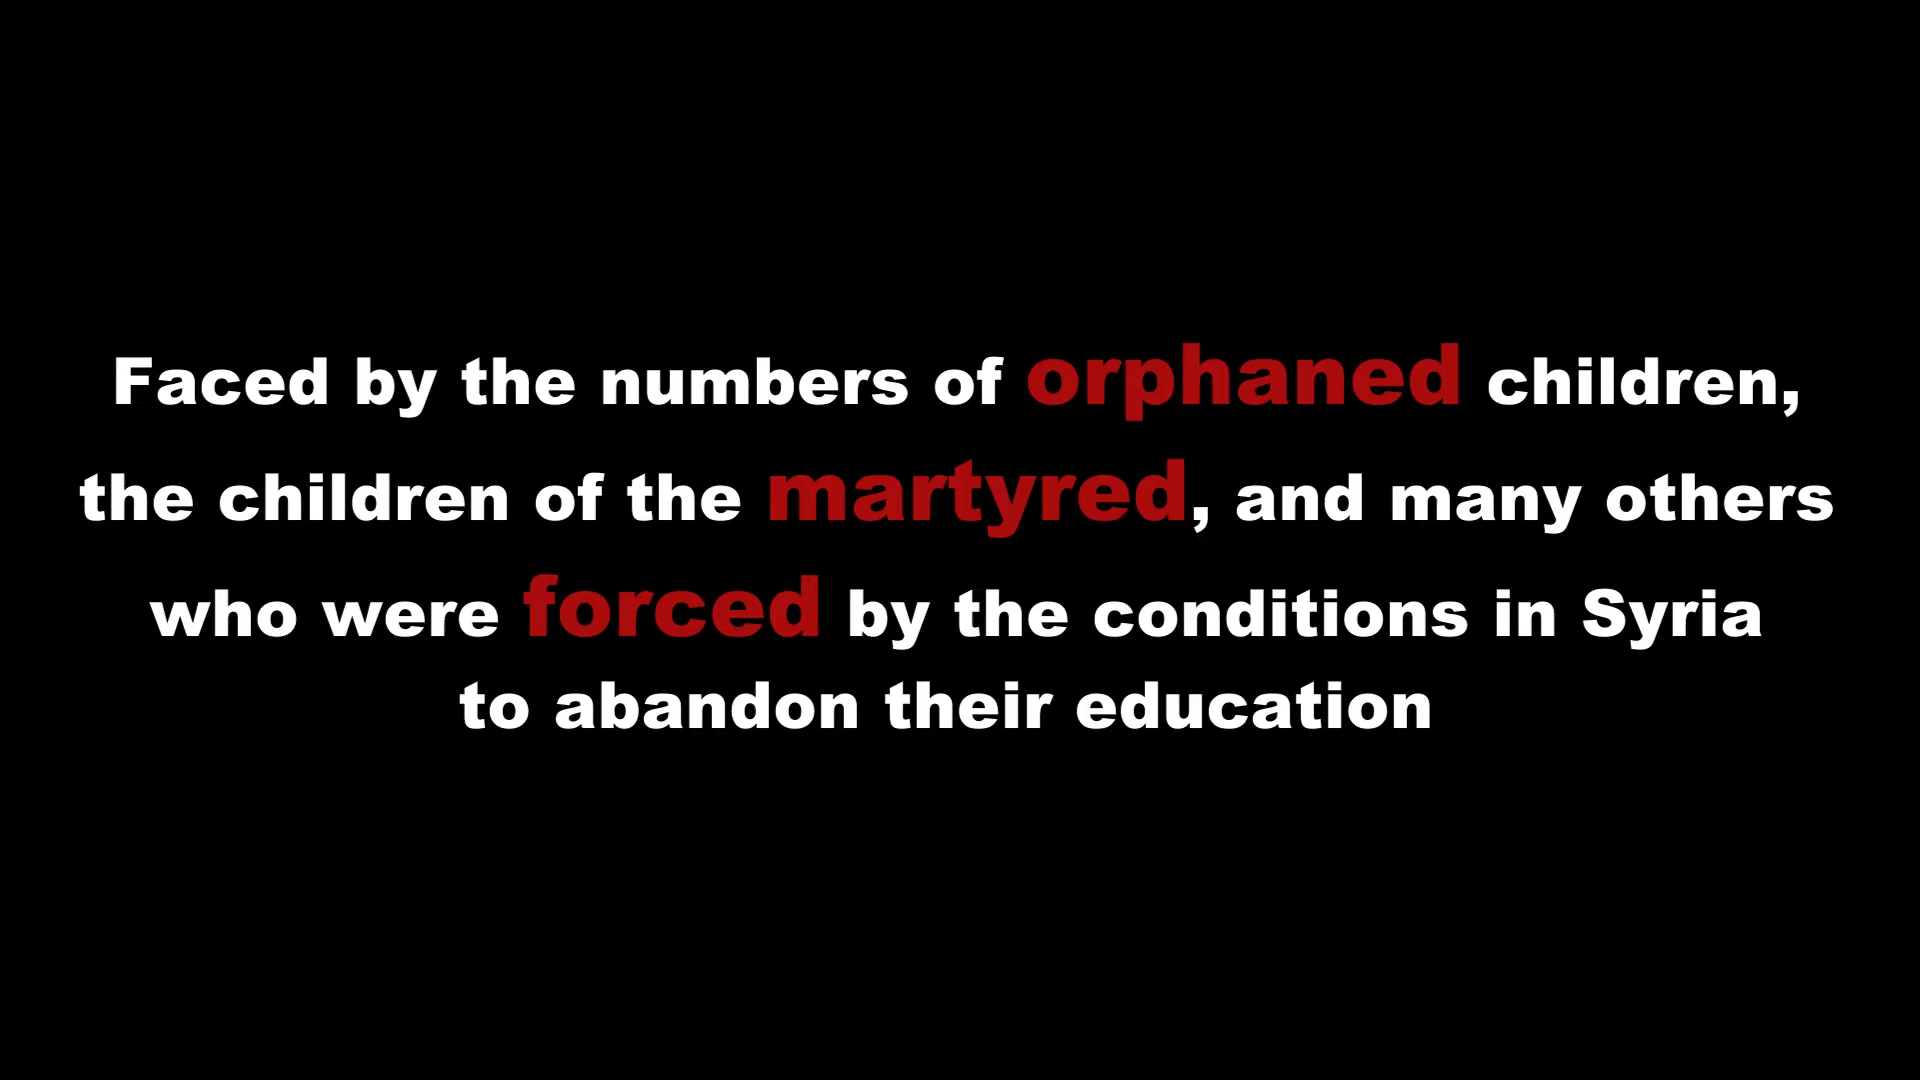 Faced by the numbers of orphaned children,
the children of the martyred, and many others
who were forced by the conditions in Syria
to abandon their education